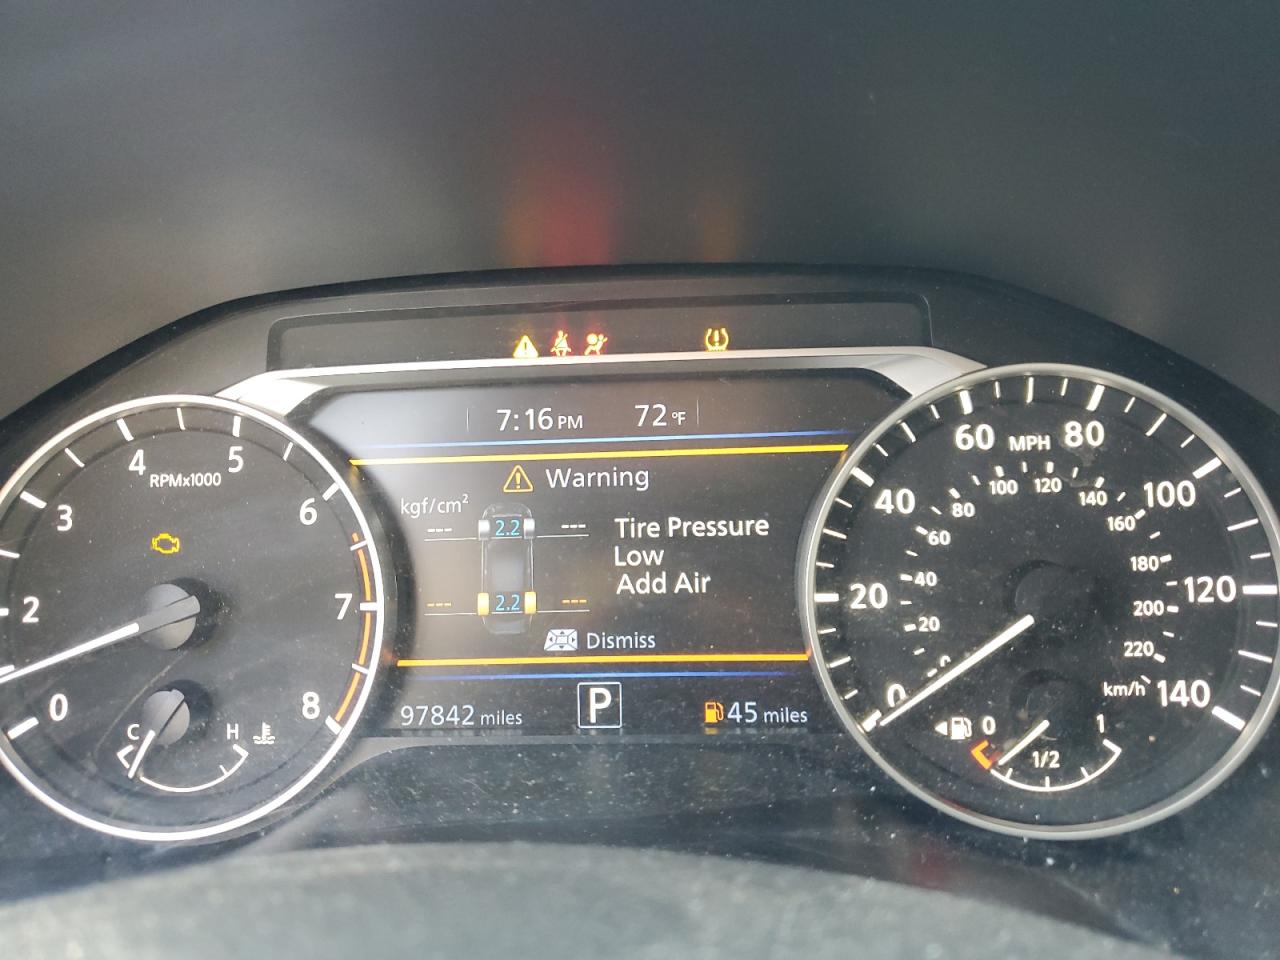 7:16 PM 72 °F
Warning
kgf/cm²
--- 2.2 ---
Tire Pressure
Low
Add Air
--- 2.2 ---
Dismiss
97842 miles P 45 miles
0 2 3 4 5 6 7 8
RPMx1000
C H
0 20 40 60 80 100 120 140
MPH
0 20 40 60 80 100 120 140 160 180 200 220
km/h
0 1/2 1